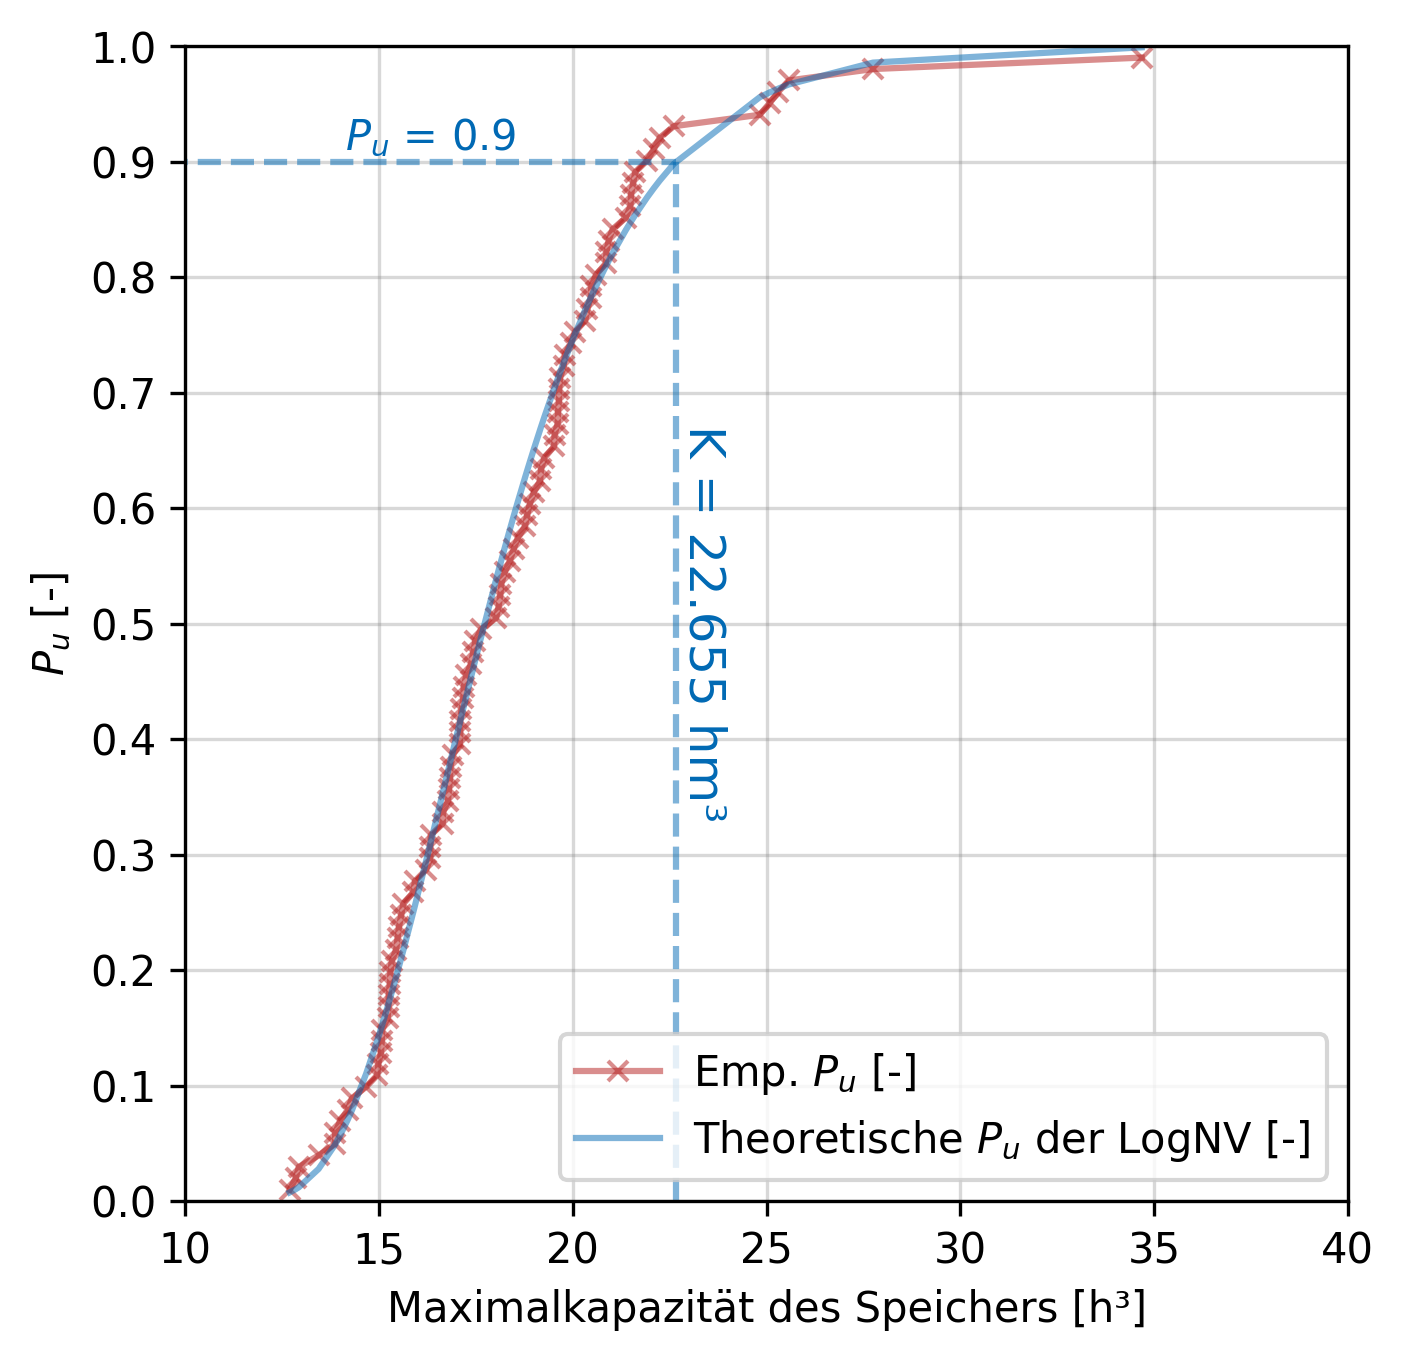 1.0
0.9
0.8
0.7
0.6
0.5
0.4
0.3
0.2
0.1
0.0
P_u [-]
P_u = 0.9
K = 22.655 hm³
Emp. P_u [-]
Theoretische P_u der LogNV [-]
10 15 20 25 30 35 40
Maximalkapazität des Speichers [h³]